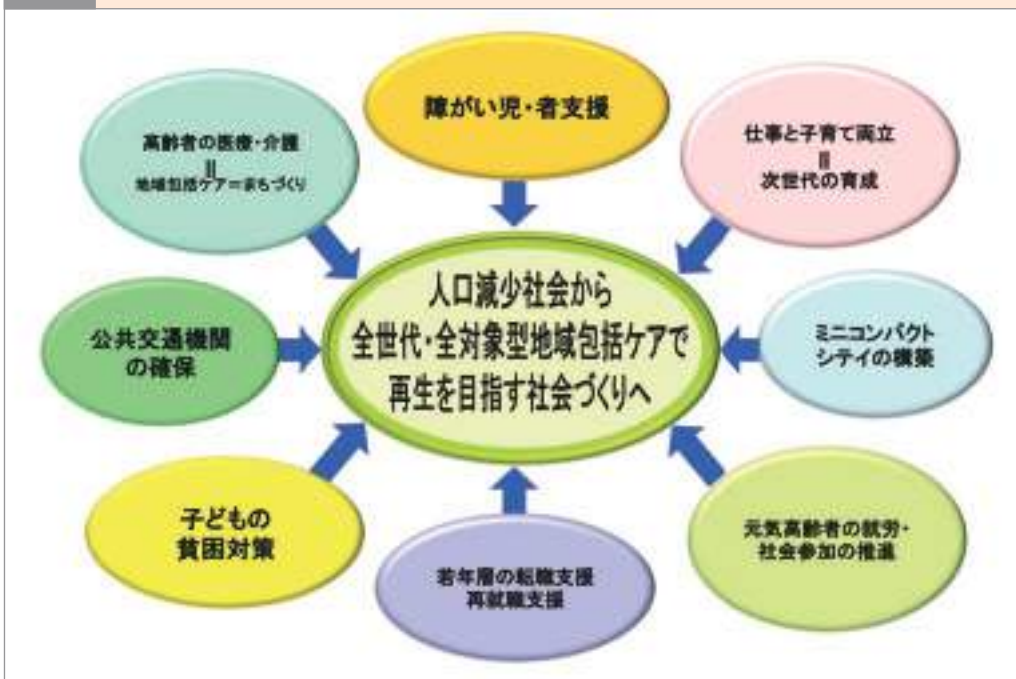 障がい児・者支援
高齢者の医療・介護
||
地域包括ケア＝まちづくり
仕事と子育て両立
||
次世代の育成
人口減少社会から
全世代・全対象型地域包括ケアで
再生を目指す社会づくりへ
公共交通機関
の確保
ミニコンパクト
シティの構築
子どもの
貧困対策
若年層の転職支援
再就職支援
元気高齢者の就労・
社会参加の推進